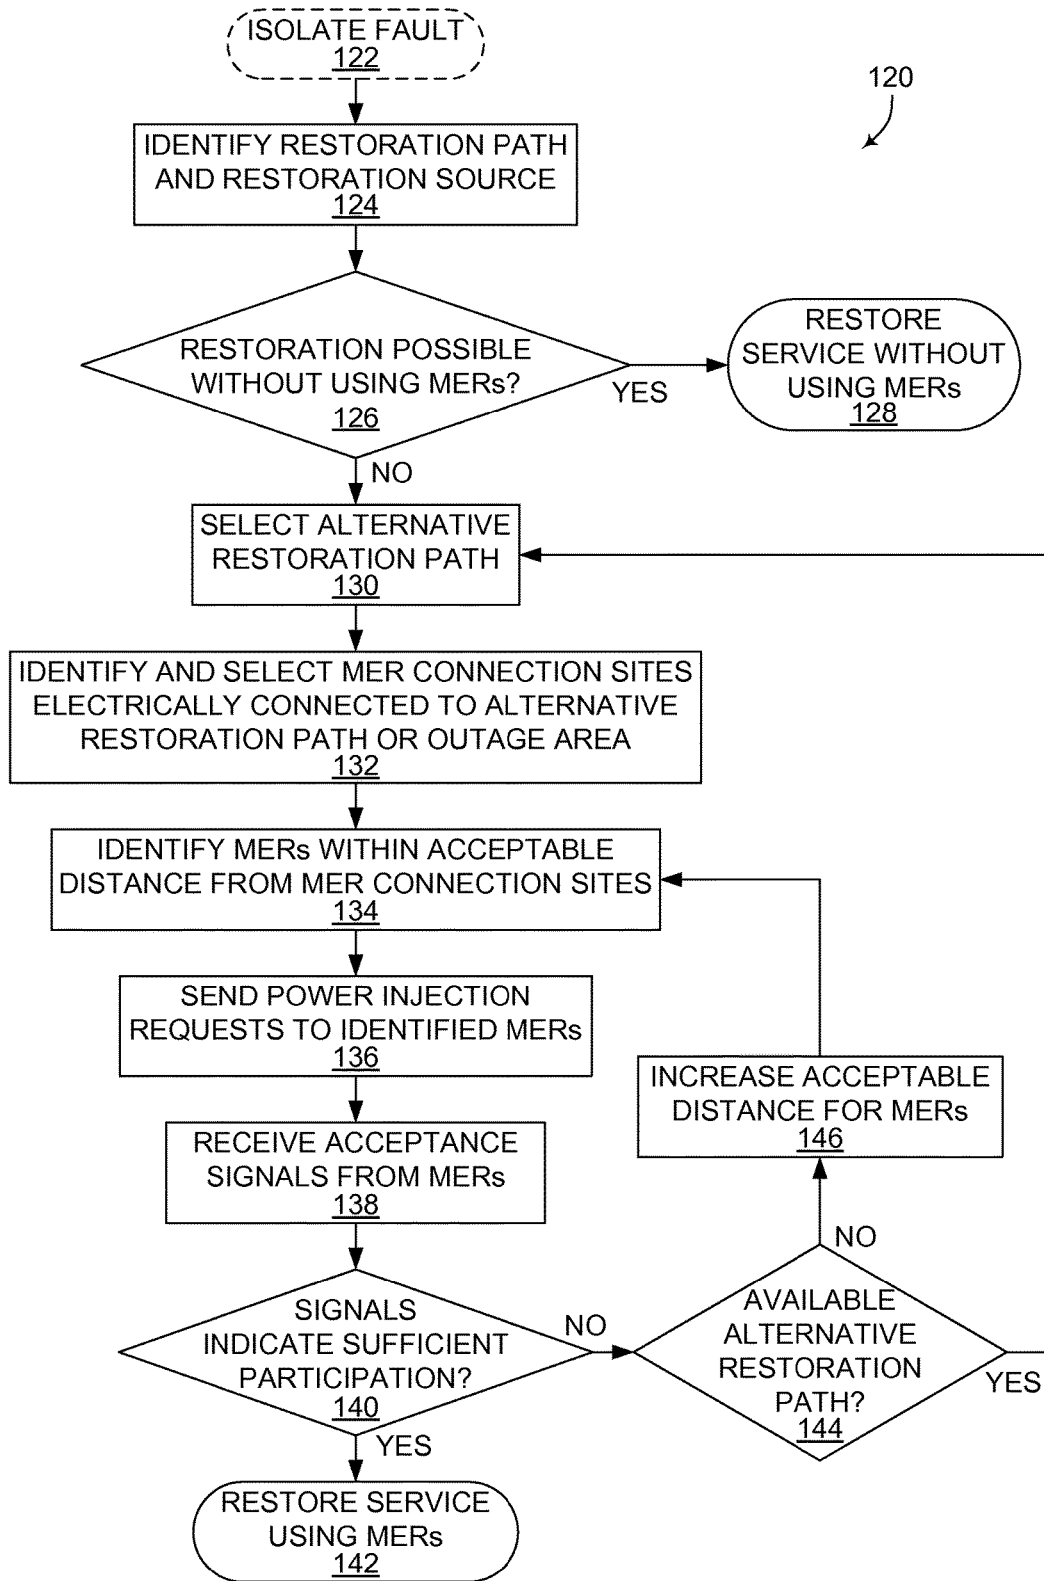 ISOLATE FAULT
122
120
IDENTIFY RESTORATION PATH
AND RESTORATION SOURCE
124
RESTORATION POSSIBLE
WITHOUT USING MERs?
126
YES
RESTORE
SERVICE WITHOUT
USING MERs
128
NO
SELECT ALTERNATIVE
RESTORATION PATH
130
IDENTIFY AND SELECT MER CONNECTION SITES
ELECTRICALLY CONNECTED TO ALTERNATIVE
RESTORATION PATH OR OUTAGE AREA
132
IDENTIFY MERs WITHIN ACCEPTABLE
DISTANCE FROM MER CONNECTION SITES
134
SEND POWER INJECTION
REQUESTS TO IDENTIFIED MERs
136
RECEIVE ACCEPTANCE
SIGNALS FROM MERs
138
SIGNALS
INDICATE SUFFICIENT
PARTICIPATION?
140
NO
YES
RESTORE SERVICE
USING MERs
142
INCREASE ACCEPTABLE
DISTANCE FOR MERs
146
NO
AVAILABLE
ALTERNATIVE
RESTORATION
PATH?
144
YES